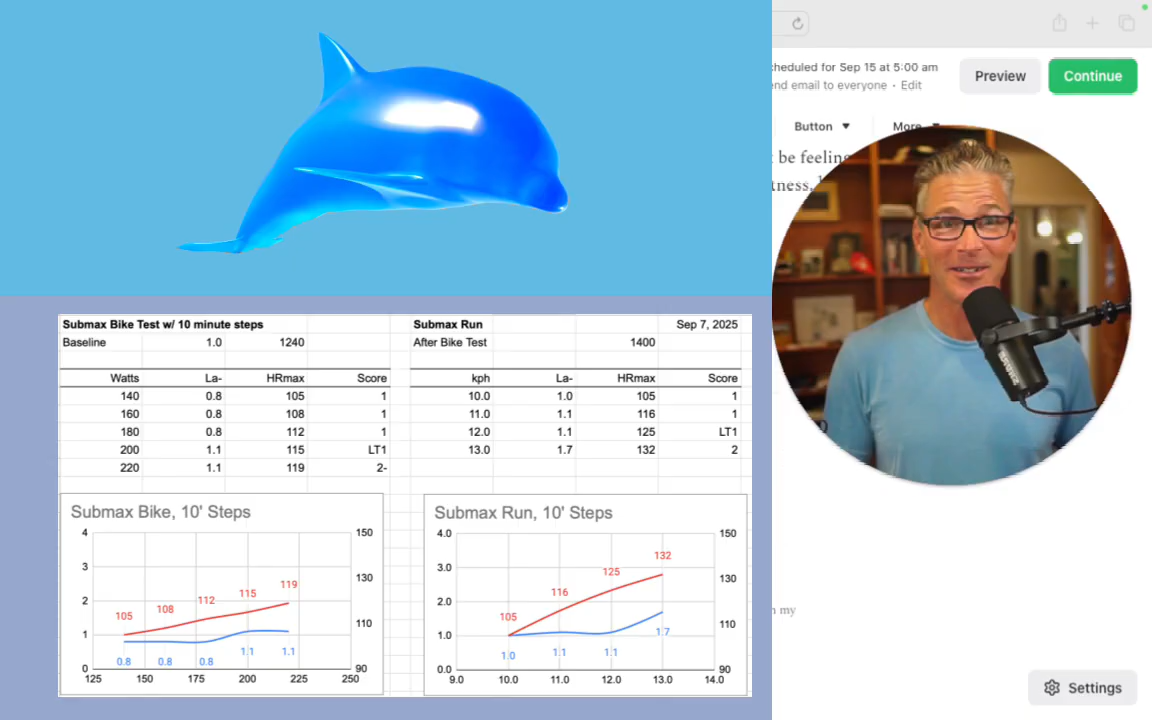 cheduled for Sep 15 at 5:00 am
end email to everyone · Edit
Preview
Continue
Button
More
be feeling
tness,
Submax Bike Test w/ 10 minute steps
Baseline 1.0 1240
Watts La- HRmax Score
140 0.8 105 1
160 0.8 108 1
180 0.8 112 1
200 1.1 115 LT1
220 1.1 119 2-
Submax Run Sep 7, 2025
After Bike Test 1400
kph La- HRmax Score
10.0 1.0 105 1
11.0 1.1 116 1
12.0 1.1 125 LT1
13.0 1.7 132 2
Submax Bike, 10' Steps
4 150
3 130
2 110
1
0 90
105 108 112 115 119
0.8 0.8 0.8 1.1 1.1
125 150 175 200 225 250
Submax Run, 10' Steps
4.0 150
3.0 130
2.0 110
1.0
0.0 90
105 116 125 132
1.0 1.1 1.1 1.7
9.0 10.0 11.0 12.0 13.0 14.0
my
Settings